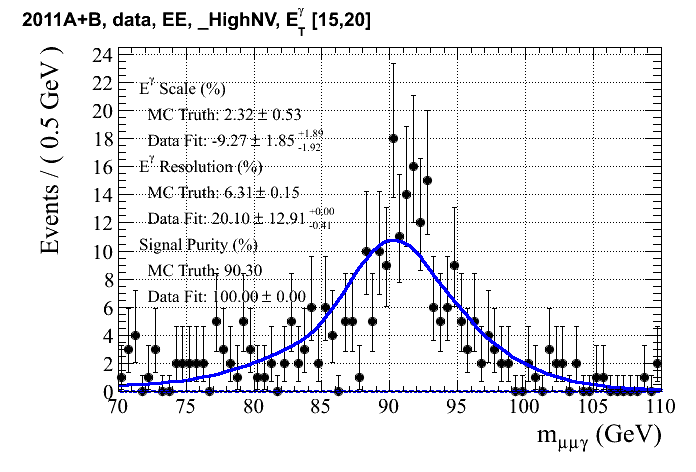 2011A+B, data, EE, _HighNV, E_T^γ [15,20]
Events / ( 0.5 GeV )
24
22
20
18
16
14
12
10
8
6
4
2
0
E^γ Scale (%)
MC Truth: 2.32 ± 0.53
Data Fit: -9.27 ± 1.85 +1.89 -1.92
E^γ Resolution (%)
MC Truth: 6.31 ± 0.15
Data Fit: 20.10 ± 12.91 +0.00 -0.41
Signal Purity (%)
MC Truth: 90.30
Data Fit: 100.00 ± 0.00
70 75 80 85 90 95 100 105 110
m_μμγ (GeV)